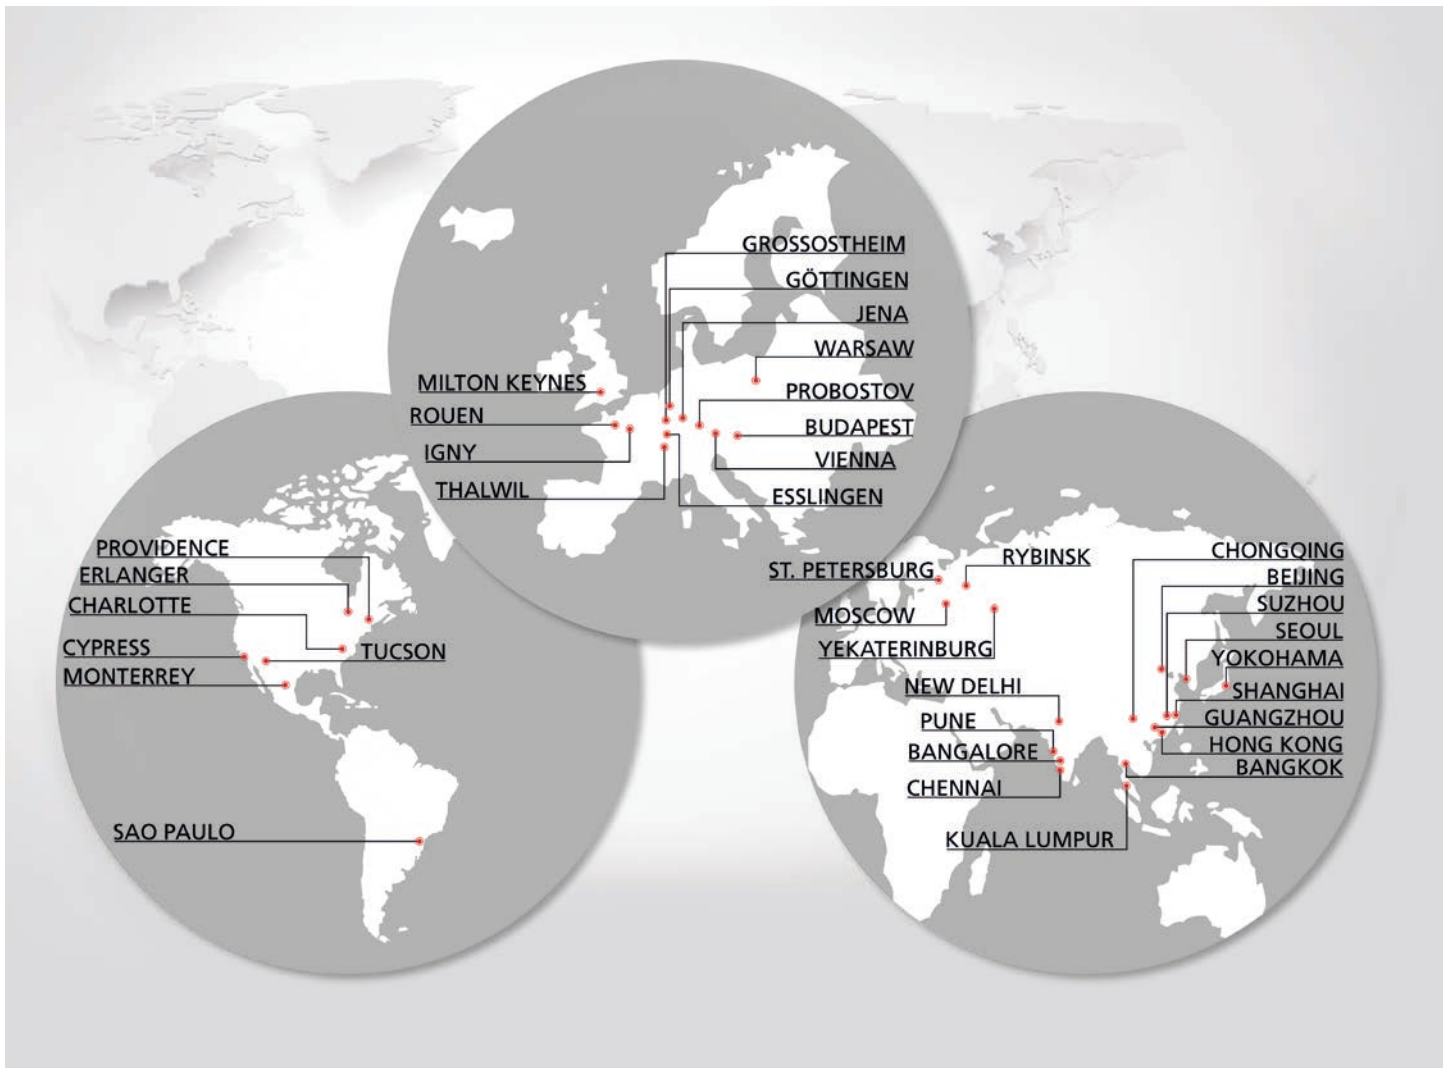 GROSSOSTHEIM
GÖTTINGEN
JENA
WARSAW
MILTON KEYNES
PROBOSTOV
ROUEN
BUDAPEST
IGNY
VIENNA
THALWIL
ESSLINGEN
PROVIDENCE
ERLANGER
CHARLOTTE
CYPRESS
TUCSON
MONTERREY
SAO PAULO
ST. PETERSBURG
RYBINSK
MOSCOW
YEKATERINBURG
NEW DELHI
PUNE
BANGALORE
CHENNAI
KUALA LUMPUR
CHONGQING
BEIJING
SUZHOU
SEOUL
YOKOHAMA
SHANGHAI
GUANGZHOU
HONG KONG
BANGKOK